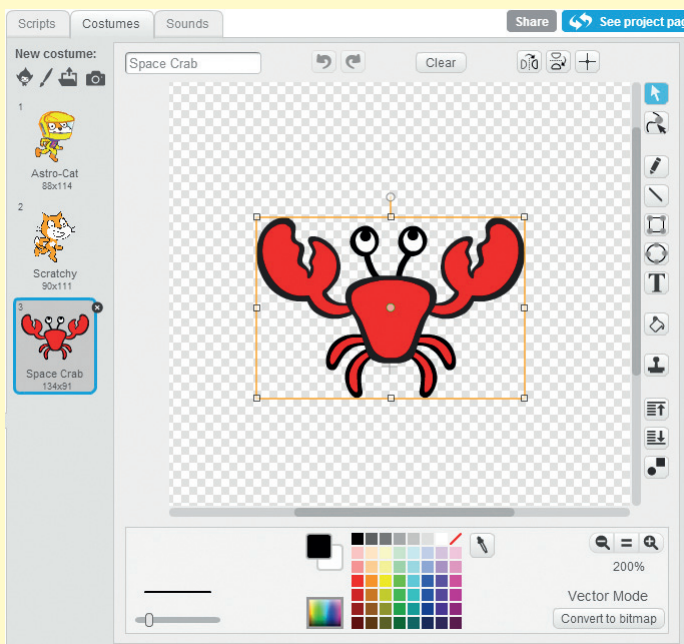 Scripts
Costumes
Sounds
Share
See project pag
New costume:
Space Crab
Clear
1
Astro-Cat
88x114
2
Scratchy
90x111
3
Space Crab
134x91
T
200%
Vector Mode
Convert to bitmap